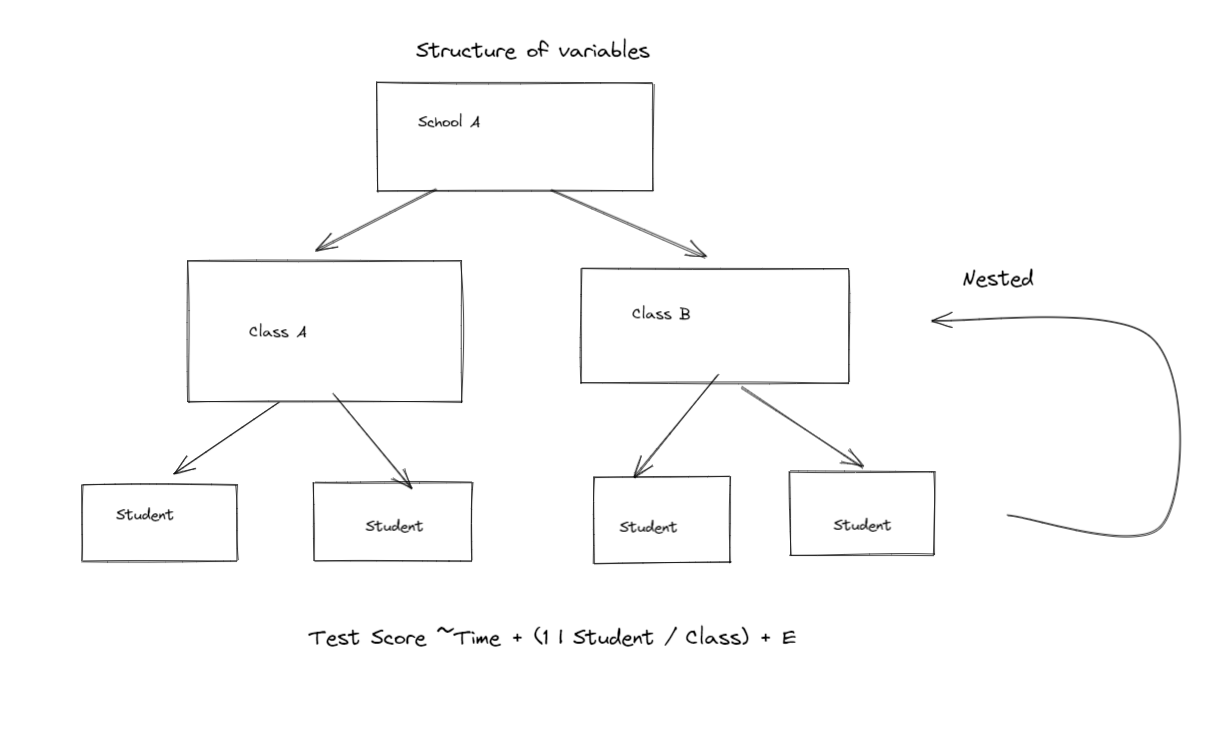 Structure of variables
School A
Nested
Class A
Class B
Student
Student
Student
Student
Test Score ~Time + (1 | Student / Class) + E